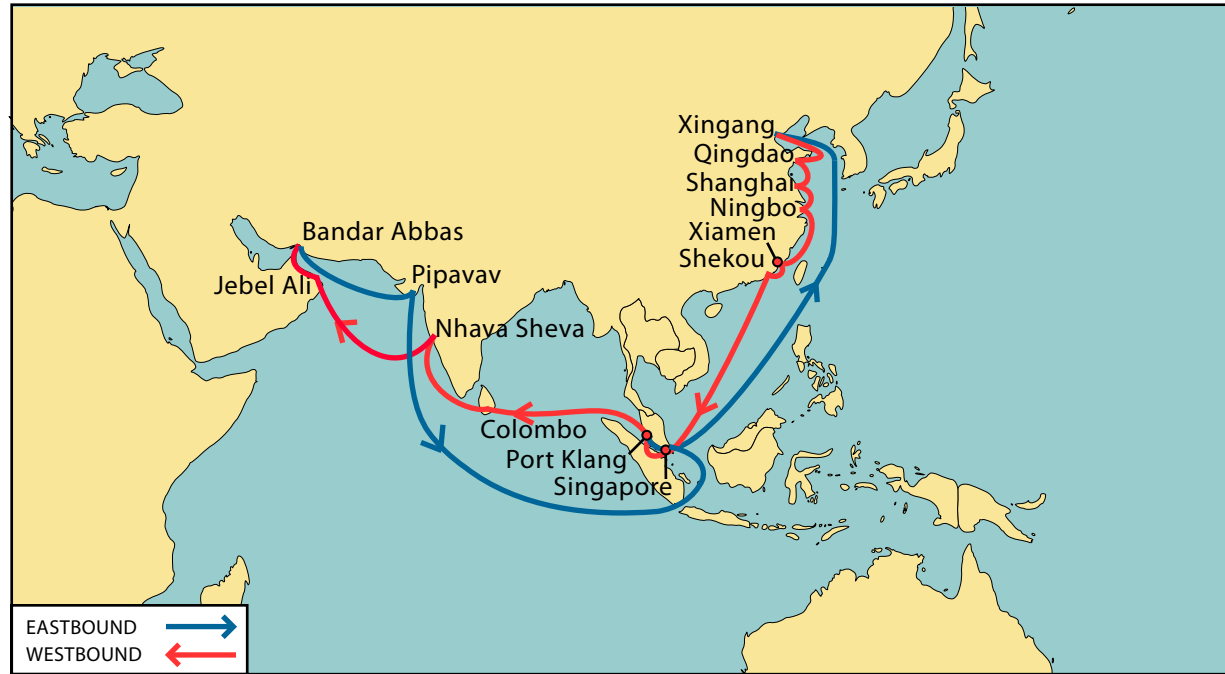 Xingang
Qingdao
Shanghai
Ningbo
Xiamen
Shekou
Bandar Abbas
Jebel Ali
Pipavav
Nhava Sheva
Colombo
Port Klang
Singapore
EASTBOUND
WESTBOUND